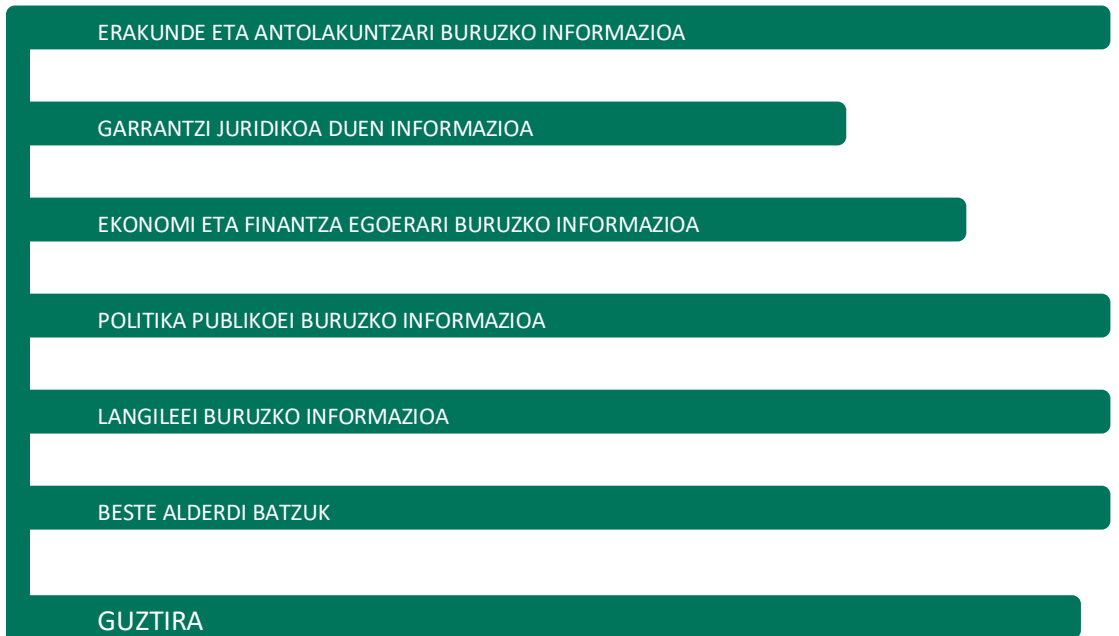 ERAKUNDE ETA ANTOLAKUNTZARI BURUZKO INFORMAZIOA
GARRANTZI JURIDIKOA DUEN INFORMAZIOA
EKONOMI ETA FINANTZA EGOERARI BURUZKO INFORMAZIOA
POLITIKA PUBLIKOEI BURUZKO INFORMAZIOA
LANGILEEI BURUZKO INFORMAZIOA
BESTE ALDERDI BATZUK
GUZTIRA